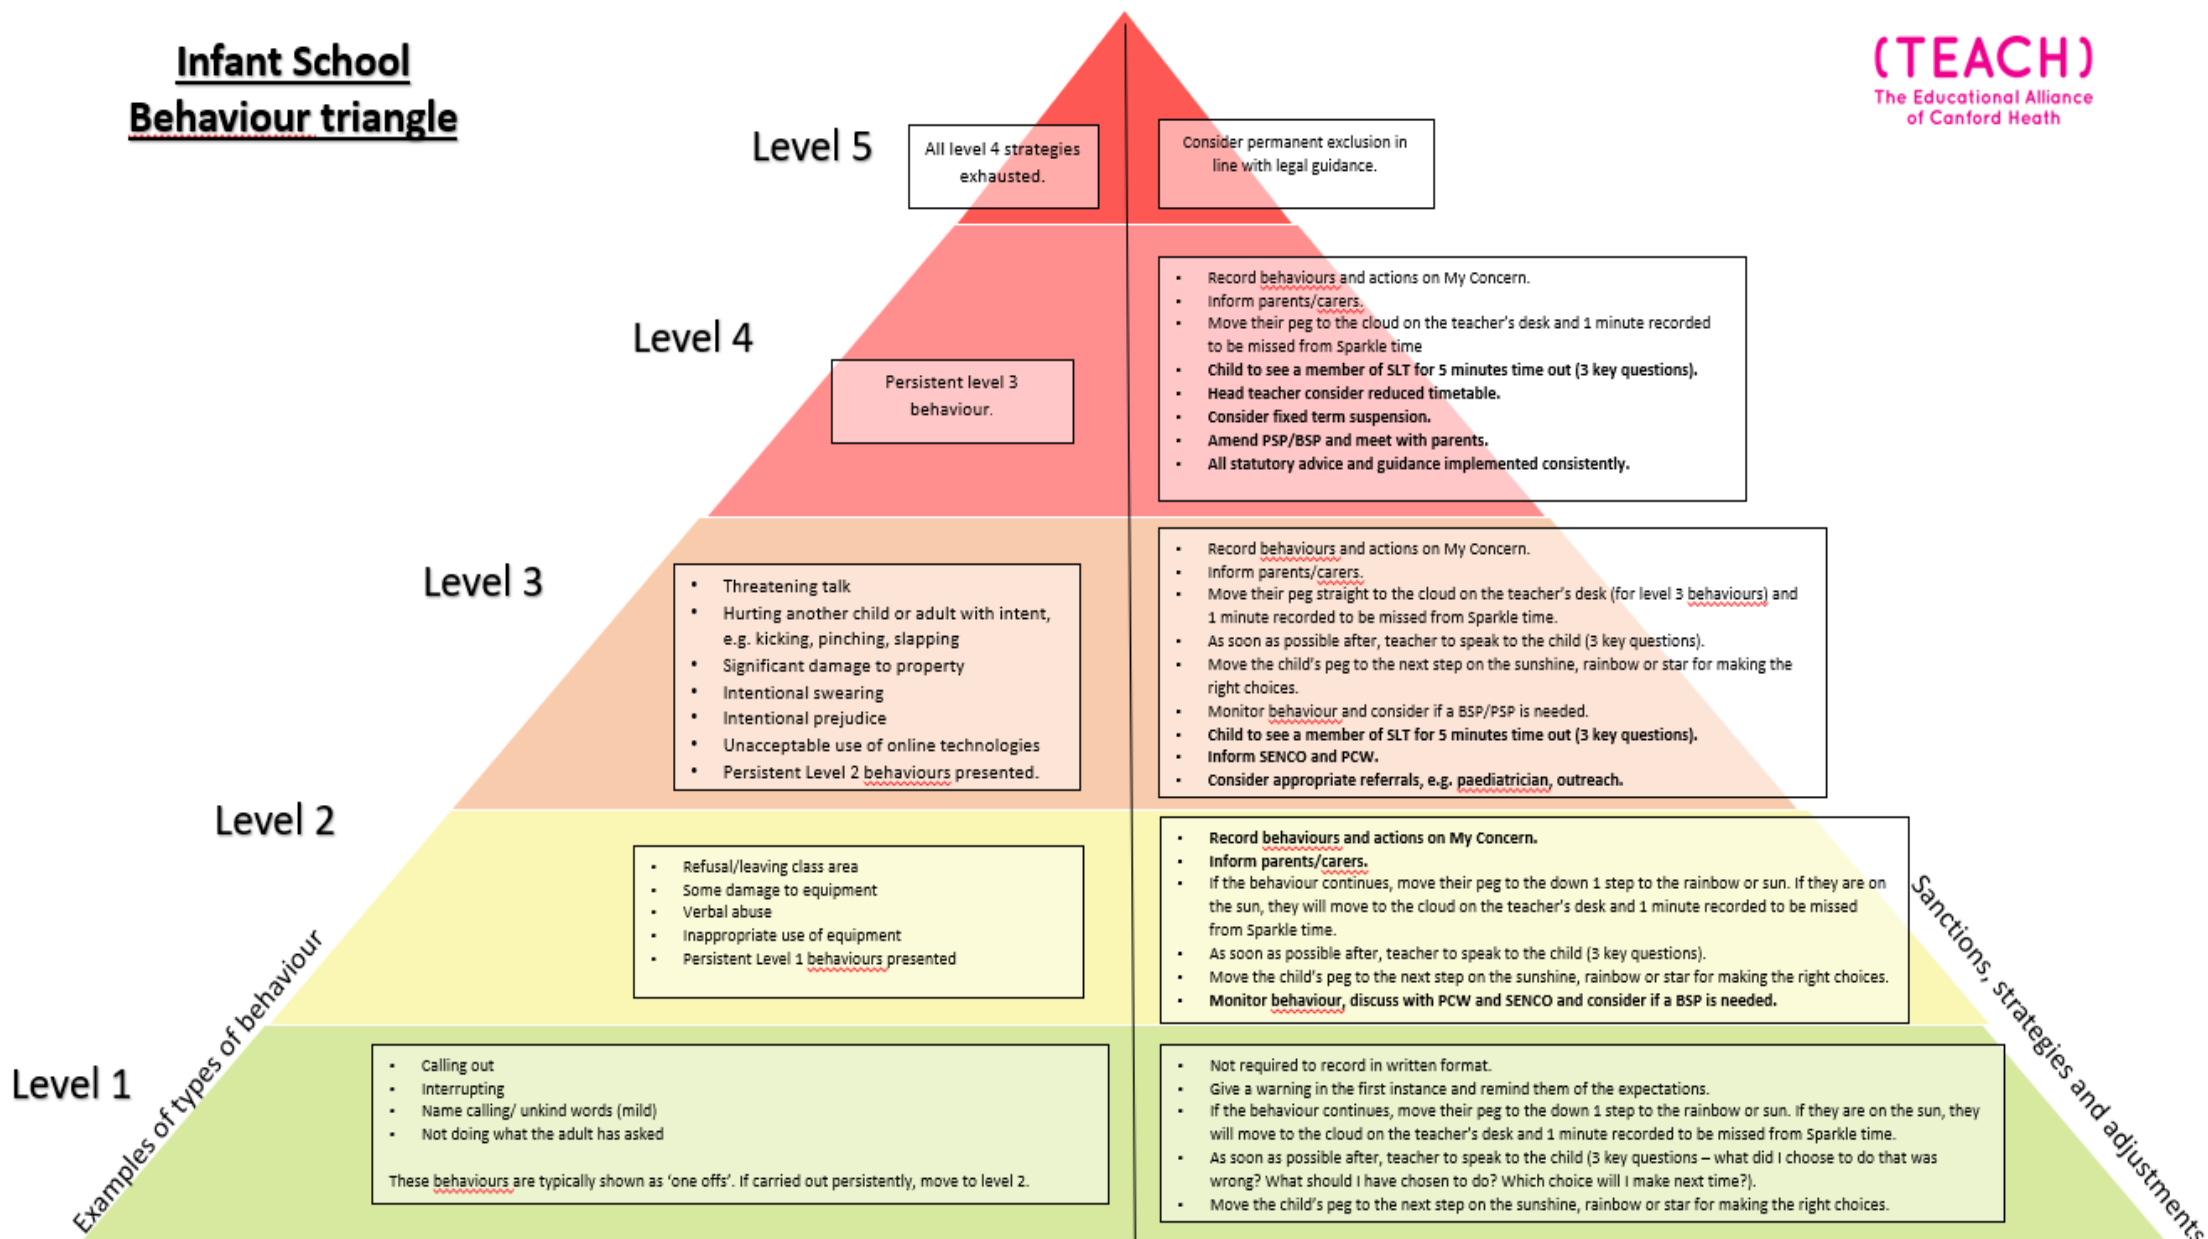 Infant School
Behaviour triangle
(TEACH)
The Educational Alliance
of Canford Heath
Level 5
All level 4 strategies
exhausted.
Consider permanent exclusion in
line with legal guidance.
Level 4
Persistent level 3
behaviour.
▪ Record behaviours and actions on My Concern.
▪ Inform parents/carers.
▪ Move their peg to the cloud on the teacher's desk and 1 minute recorded
to be missed from Sparkle time
▪ Child to see a member of SLT for 5 minutes time out (3 key questions).
▪ Head teacher consider reduced timetable.
▪ Consider fixed term suspension.
▪ Amend PSP/BSP and meet with parents.
▪ All statutory advice and guidance implemented consistently.
Level 3
• Threatening talk
• Hurting another child or adult with intent,
e.g. kicking, pinching, slapping
• Significant damage to property
• Intentional swearing
• Intentional prejudice
• Unacceptable use of online technologies
• Persistent Level 2 behaviours presented.
▪ Record behaviours and actions on My Concern.
▪ Inform parents/carers.
▪ Move their peg straight to the cloud on the teacher's desk (for level 3 behaviours) and
1 minute recorded to be missed from Sparkle time.
▪ As soon as possible after, teacher to speak to the child (3 key questions).
▪ Move the child's peg to the next step on the sunshine, rainbow or star for making the
right choices.
▪ Monitor behaviour and consider if a BSP/PSP is needed.
▪ Child to see a member of SLT for 5 minutes time out (3 key questions).
▪ Inform SENCO and PCW.
▪ Consider appropriate referrals, e.g. paediatrician, outreach.
Level 2
▪ Refusal/leaving class area
▪ Some damage to equipment
▪ Verbal abuse
▪ Inappropriate use of equipment
▪ Persistent Level 1 behaviours presented
▪ Record behaviours and actions on My Concern.
▪ Inform parents/carers.
▪ If the behaviour continues, move their peg to the down 1 step to the rainbow or sun. If they are on
the sun, they will move to the cloud on the teacher's desk and 1 minute recorded to be missed
from Sparkle time.
▪ As soon as possible after, teacher to speak to the child (3 key questions).
▪ Move the child's peg to the next step on the sunshine, rainbow or star for making the right choices.
▪ Monitor behaviour, discuss with PCW and SENCO and consider if a BSP is needed.
Level 1
▪ Calling out
▪ Interrupting
▪ Name calling/ unkind words (mild)
▪ Not doing what the adult has asked
These behaviours are typically shown as 'one offs'. If carried out persistently, move to level 2.
▪ Not required to record in written format.
▪ Give a warning in the first instance and remind them of the expectations.
▪ If the behaviour continues, move their peg to the down 1 step to the rainbow or sun. If they are on the sun, they
will move to the cloud on the teacher's desk and 1 minute recorded to be missed from Sparkle time.
▪ As soon as possible after, teacher to speak to the child (3 key questions – what did I choose to do that was
wrong? What should I have chosen to do? Which choice will I make next time?).
▪ Move the child's peg to the next step on the sunshine, rainbow or star for making the right choices.
Examples of types of behaviour
Sanctions, strategies and adjustments